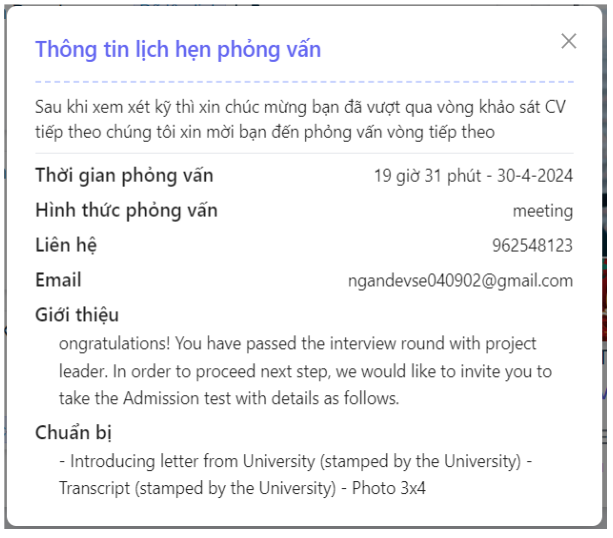 Thông tin lịch hẹn phỏng vấn
Sau khi xem xét kỹ thì xin chúc mừng bạn đã vượt qua vòng khảo sát CV
tiếp theo chúng tôi xin mời bạn đến phỏng vấn vòng tiếp theo
Thời gian phỏng vấn 19 giờ 31 phút - 30-4-2024
Hình thức phỏng vấn meeting
Liên hệ 962548123
Email ngandevse040902@gmail.com
Giới thiệu
ongratulations! You have passed the interview round with project
leader. In order to proceed next step, we would like to invite you to
take the Admission test with details as follows.
Chuẩn bị
- Introducing letter from University (stamped by the University) -
Transcript (stamped by the University) - Photo 3x4